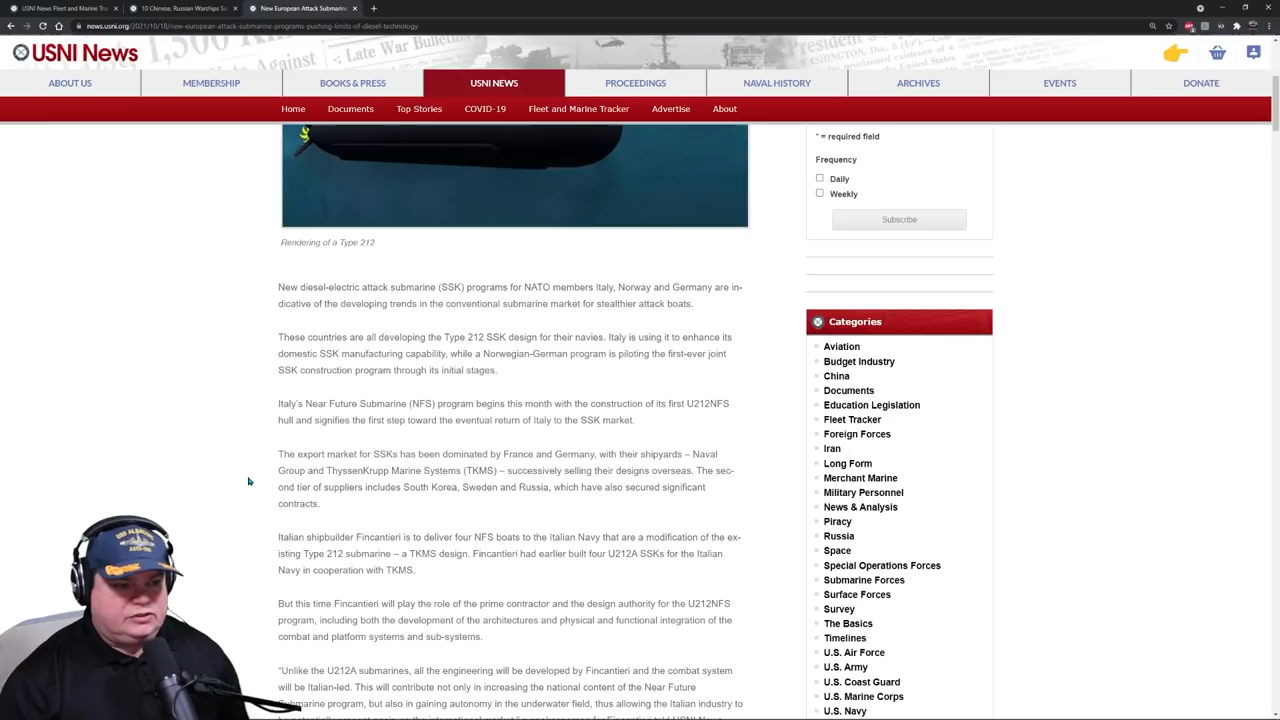 USNI News Fleet and Marine Tra
10 Chinese, Russian Warships Sa
New European Attack Submarine
news.usni.org/2021/10/18/new-european-attack-submarine-programs-pushing-limits-of-diesel-technology
USNI News
ABOUT US
MEMBERSHIP
BOOKS & PRESS
USNI NEWS
PROCEEDINGS
NAVAL HISTORY
ARCHIVES
EVENTS
DONATE
Home
Documents
Top Stories
COVID-19
Fleet and Marine Tracker
Advertise
About
Rendering of a Type 212
New diesel-electric attack submarine (SSK) programs for NATO members Italy, Norway and Germany are in-
dicative of the developing trends in the conventional submarine market for stealthier attack boats.
These countries are all developing the Type 212 SSK design for their navies. Italy is using it to enhance its
domestic SSK manufacturing capability, while a Norwegian-German program is piloting the first-ever joint
SSK construction program through its initial stages.
Italy's Near Future Submarine (NFS) program begins this month with the construction of its first U212NFS
hull and signifies the first step toward the eventual return of Italy to the SSK market.
The export market for SSKs has been dominated by France and Germany, with their shipyards – Naval
Group and ThyssenKrupp Marine Systems (TKMS) – successively selling their designs overseas. The sec-
ond tier of suppliers includes South Korea, Sweden and Russia, which have also secured significant
contracts.
Italian shipbuilder Fincantieri is to deliver four NFS boats to the Italian Navy that are a modification of the ex-
isting Type 212 submarine – a TKMS design. Fincantieri had earlier built four U212A SSKs for the Italian
Navy in cooperation with TKMS.
But this time Fincantieri will play the role of the prime contractor and the design authority for the U212NFS
program, including both the development of the architectures and physical and functional integration of the
combat and platform systems and sub-systems.
“Unlike the U212A submarines, all the engineering will be developed by Fincantieri and the combat system
will be Italian-led. This will contribute not only in increasing the national content of the Near Future
Submarine program, but also in gaining autonomy in the underwater field, thus allowing the Italian industry to
* = required field
Frequency
Daily
Weekly
Subscribe
Categories
Aviation
Budget Industry
China
Documents
Education Legislation
Fleet Tracker
Foreign Forces
Iran
Long Form
Merchant Marine
Military Personnel
News & Analysis
Piracy
Russia
Space
Special Operations Forces
Submarine Forces
Surface Forces
Survey
The Basics
Timelines
U.S. Air Force
U.S. Army
U.S. Coast Guard
U.S. Marine Corps
U.S. Navy